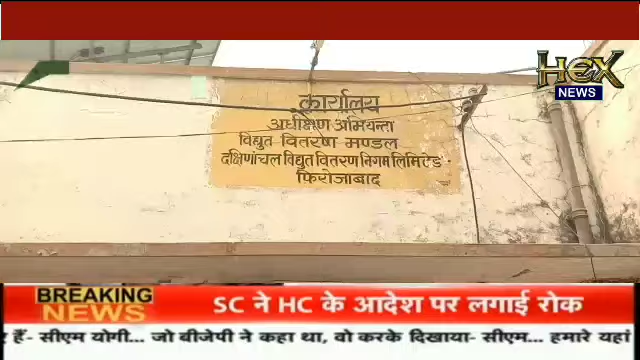 HEX
NEWS
कार्यालय
अधीक्षण अभियन्ता
विद्युत वितरण मण्डल
दक्षिणांचल विद्युत वितरण निगम लिमिटेड
फ़िरोजाबाद
BREAKING NEWS
SC ने HC के आदेश पर लगाई रोक
हैं- सीएम योगी... जो बीजेपी ने कहा था, वो करके दिखाया- सीएम... हमारे यहां